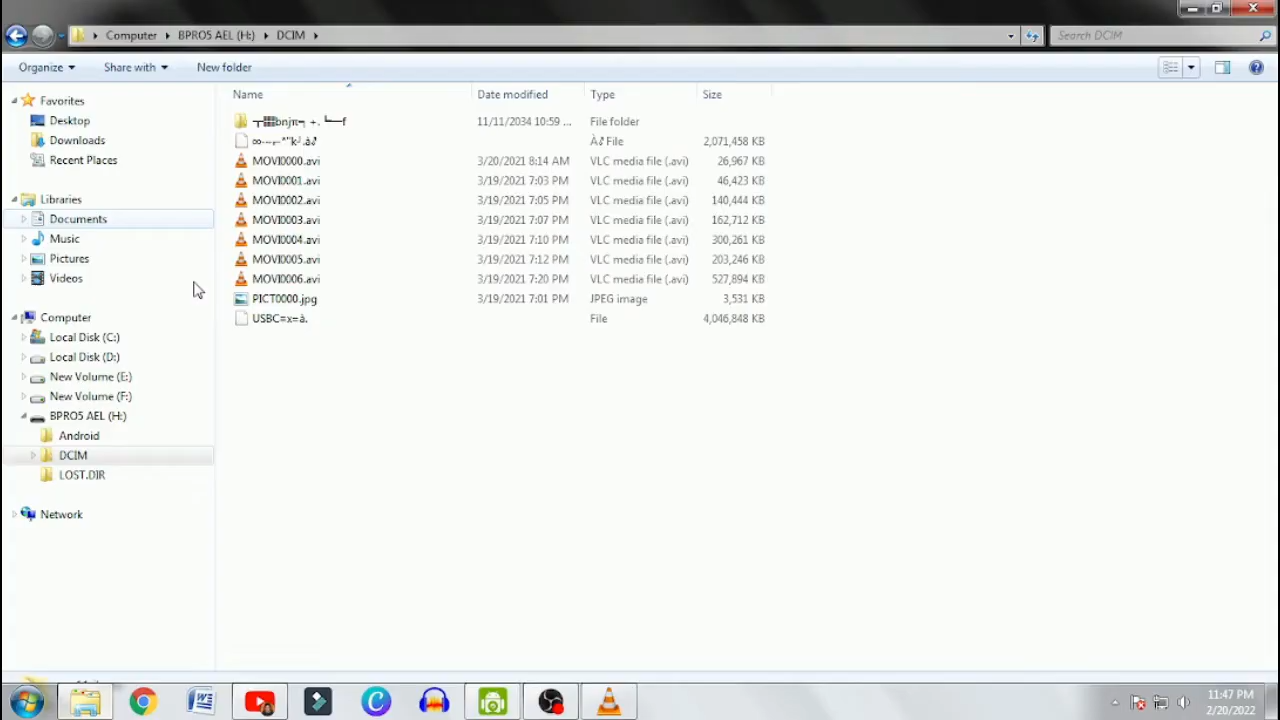 Computer BPRO5 AEL (H:) DCIM
Search DCIM
Organize Share with New folder
Name Date modified Type Size
Favorites
Desktop
Downloads
Recent Places
Libraries
Documents
Music
Pictures
Videos
Computer
Local Disk (C:)
Local Disk (D:)
New Volume (E:)
New Volume (F:)
BPRO5 AEL (H:)
Android
DCIM
LOST.DIR
Network
11/11/2034 10:59 ... File folder
File 2,071,458 KB
MOVI0000.avi 3/20/2021 8:14 AM VLC media file (.avi) 26,967 KB
MOVI0001.avi 3/19/2021 7:03 PM VLC media file (.avi) 46,423 KB
MOVI0002.avi 3/19/2021 7:05 PM VLC media file (.avi) 140,444 KB
MOVI0003.avi 3/19/2021 7:07 PM VLC media file (.avi) 162,712 KB
MOVI0004.avi 3/19/2021 7:10 PM VLC media file (.avi) 300,261 KB
MOVI0005.avi 3/19/2021 7:12 PM VLC media file (.avi) 203,246 KB
MOVI0006.avi 3/19/2021 7:20 PM VLC media file (.avi) 527,894 KB
PICT0000.jpg 3/19/2021 7:01 PM JPEG image 3,531 KB
USBC=x=à. File 4,046,848 KB
11:47 PM
2/20/2022